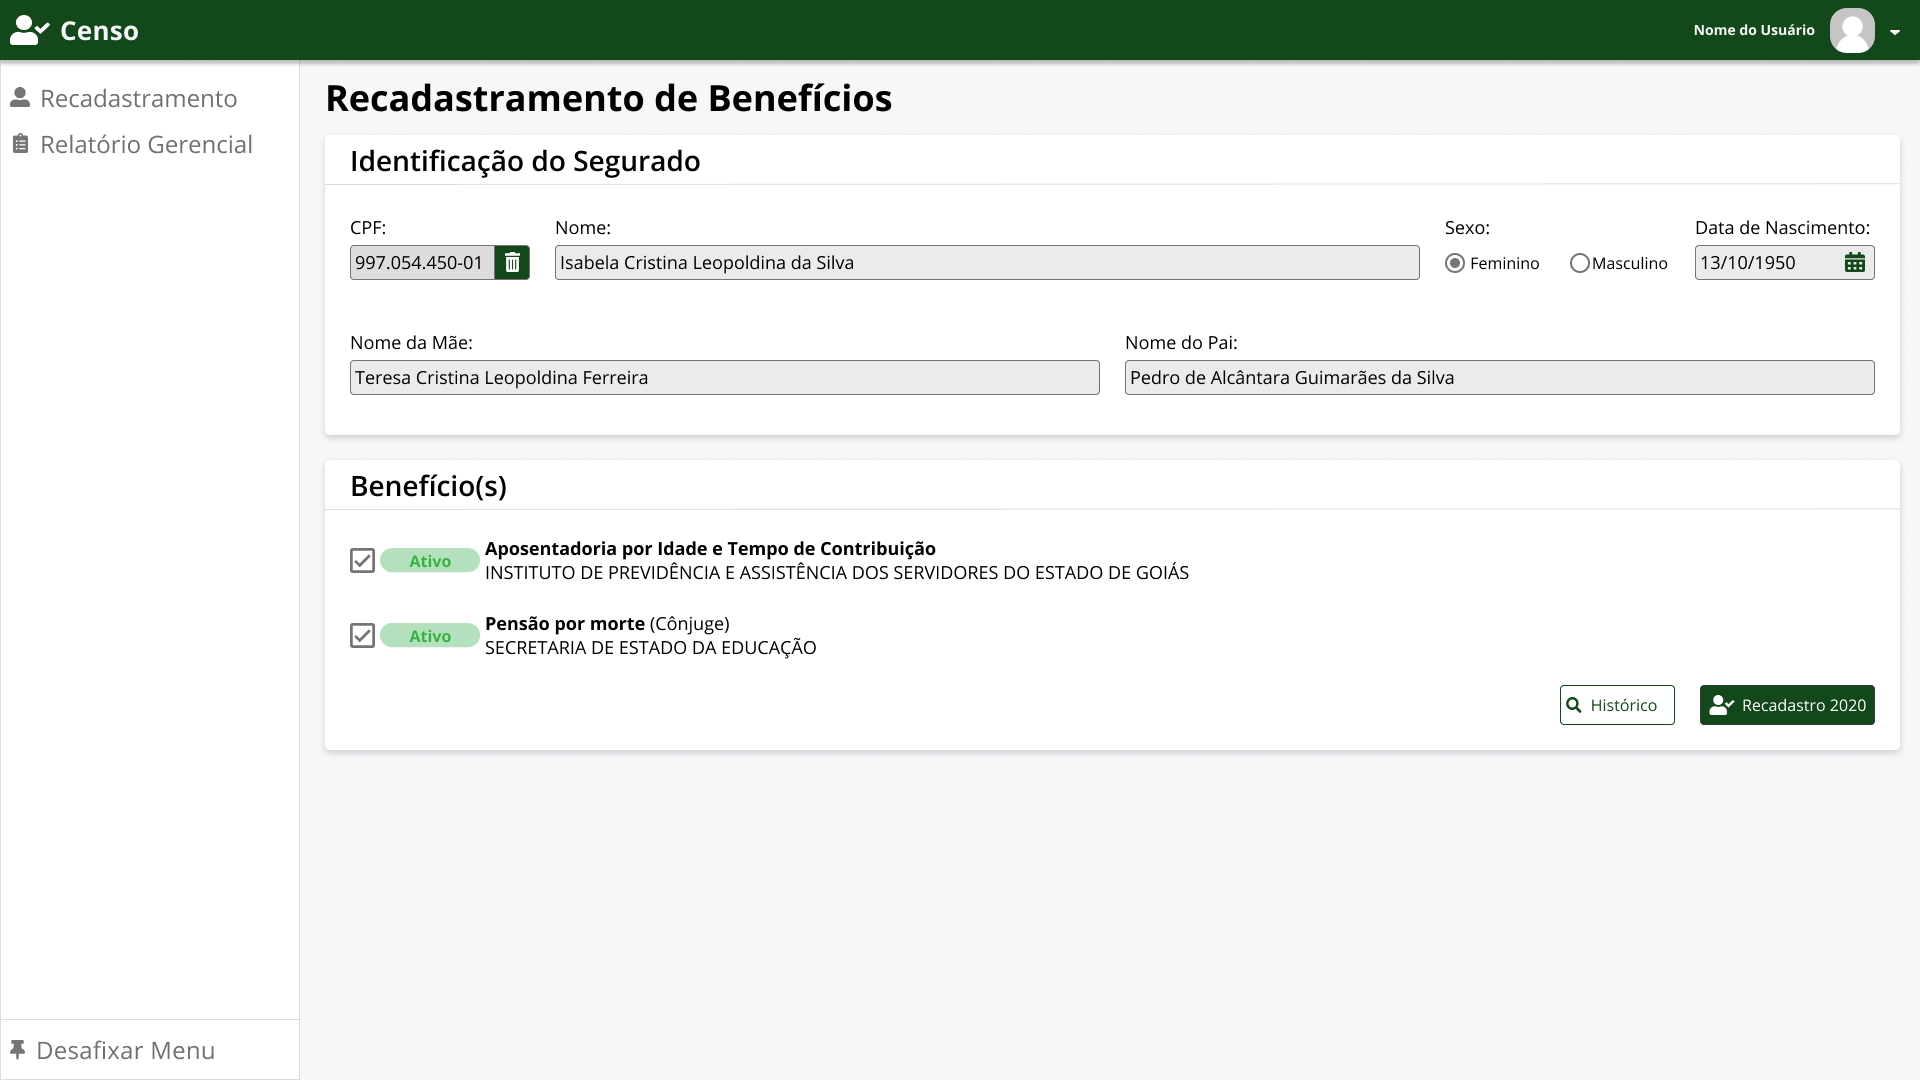 Censo
Nome do Usuário
Recadastramento
Relatório Gerencial
Recadastramento de Benefícios
Identificação do Segurado
CPF:
997.054.450-01
Nome:
Isabela Cristina Leopoldina da Silva
Sexo:
Feminino
Masculino
Data de Nascimento:
13/10/1950
Nome da Mãe:
Teresa Cristina Leopoldina Ferreira
Nome do Pai:
Pedro de Alcântara Guimarães da Silva
Benefício(s)
Ativo
Aposentadoria por Idade e Tempo de Contribuição
INSTITUTO DE PREVIDÊNCIA E ASSISTÊNCIA DOS SERVIDORES DO ESTADO DE GOIÁS
Ativo
Pensão por morte (Cônjuge)
SECRETARIA DE ESTADO DA EDUCAÇÃO
Histórico
Recadastro 2020
Desafixar Menu